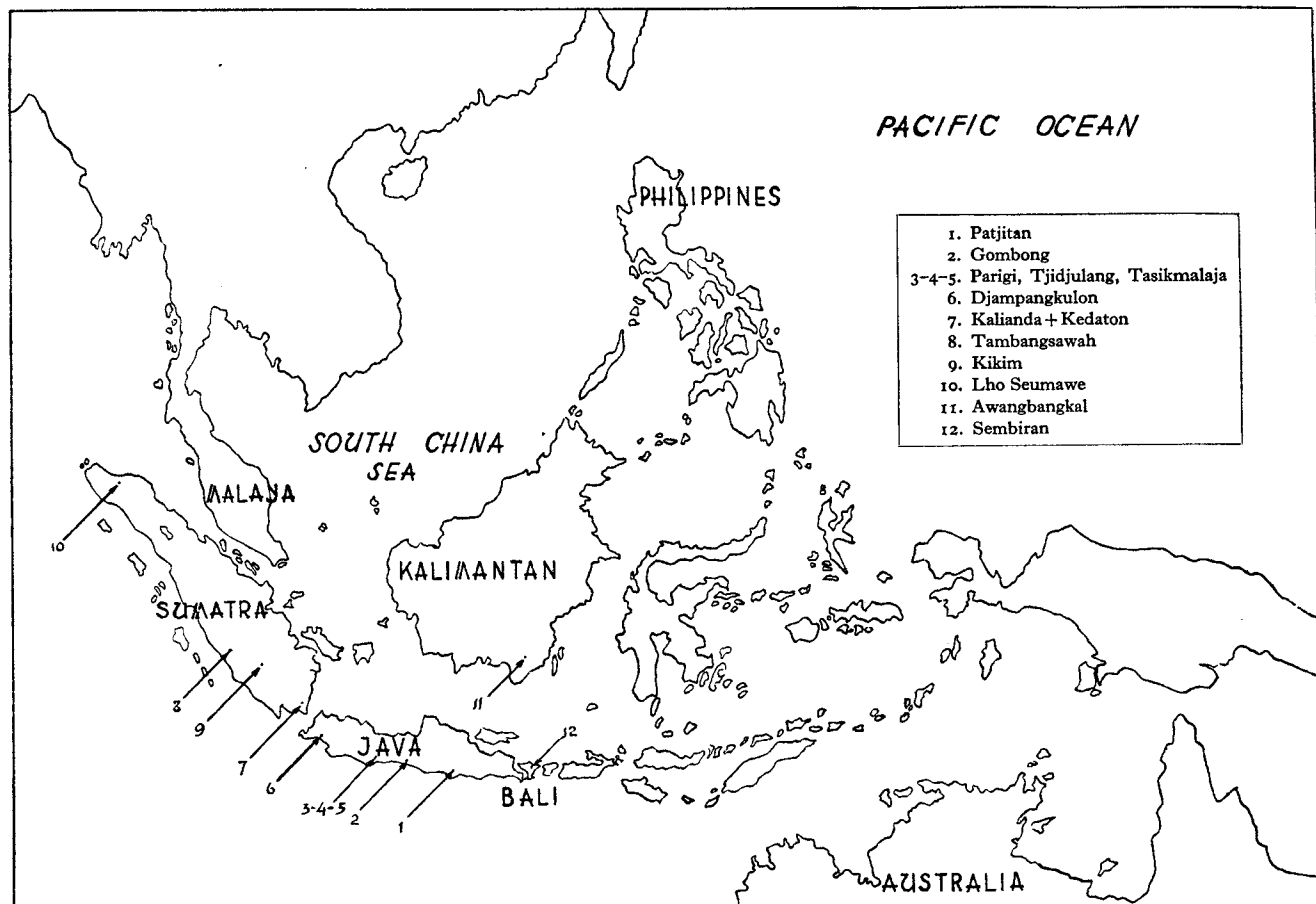 PACIFIC OCEAN
PHILIPPINES
1. Patjitan
2. Gombong
3-4-5. Parigi, Tjidjulang, Tasikmalaja
6. Djampangkulon
7. Kalianda + Kedaton
8. Tambangsawah
9. Kikim
10. Lho Seumawe
11. Awangbangkal
12. Sembiran
SOUTH CHINA
SEA
MALAYA
10
KALIMANTAN
SUMATRA
8
9
11
7
JAVA
12
6
3-4-5
2
1
BALI
AUSTRALIA